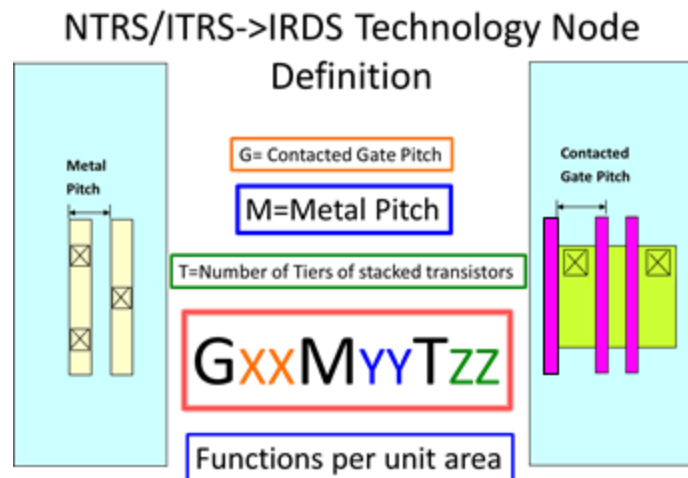 NTRS/ITRS->IRDS Technology Node
Definition
Metal
Pitch
G= Contacted Gate Pitch
M=Metal Pitch
T=Number of Tiers of stacked transistors
GXXMYYTZZ
Functions per unit area
Contacted
Gate Pitch